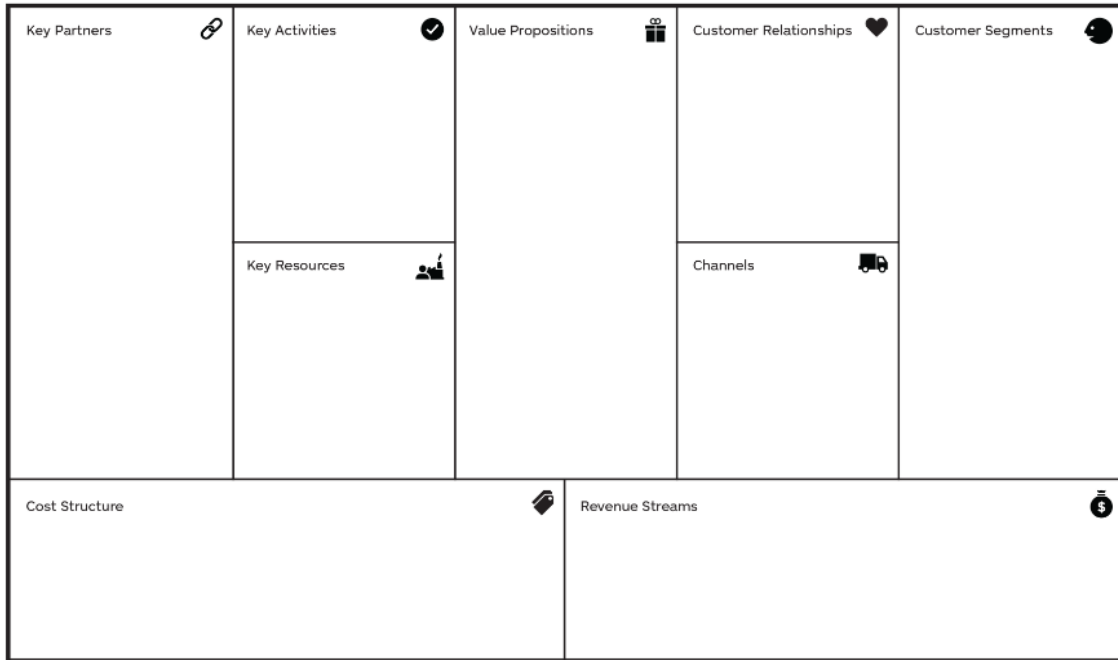 Key Partners
Key Activities
Value Propositions
Customer Relationships
Customer Segments
Key Resources
Channels
Cost Structure
Revenue Streams
$